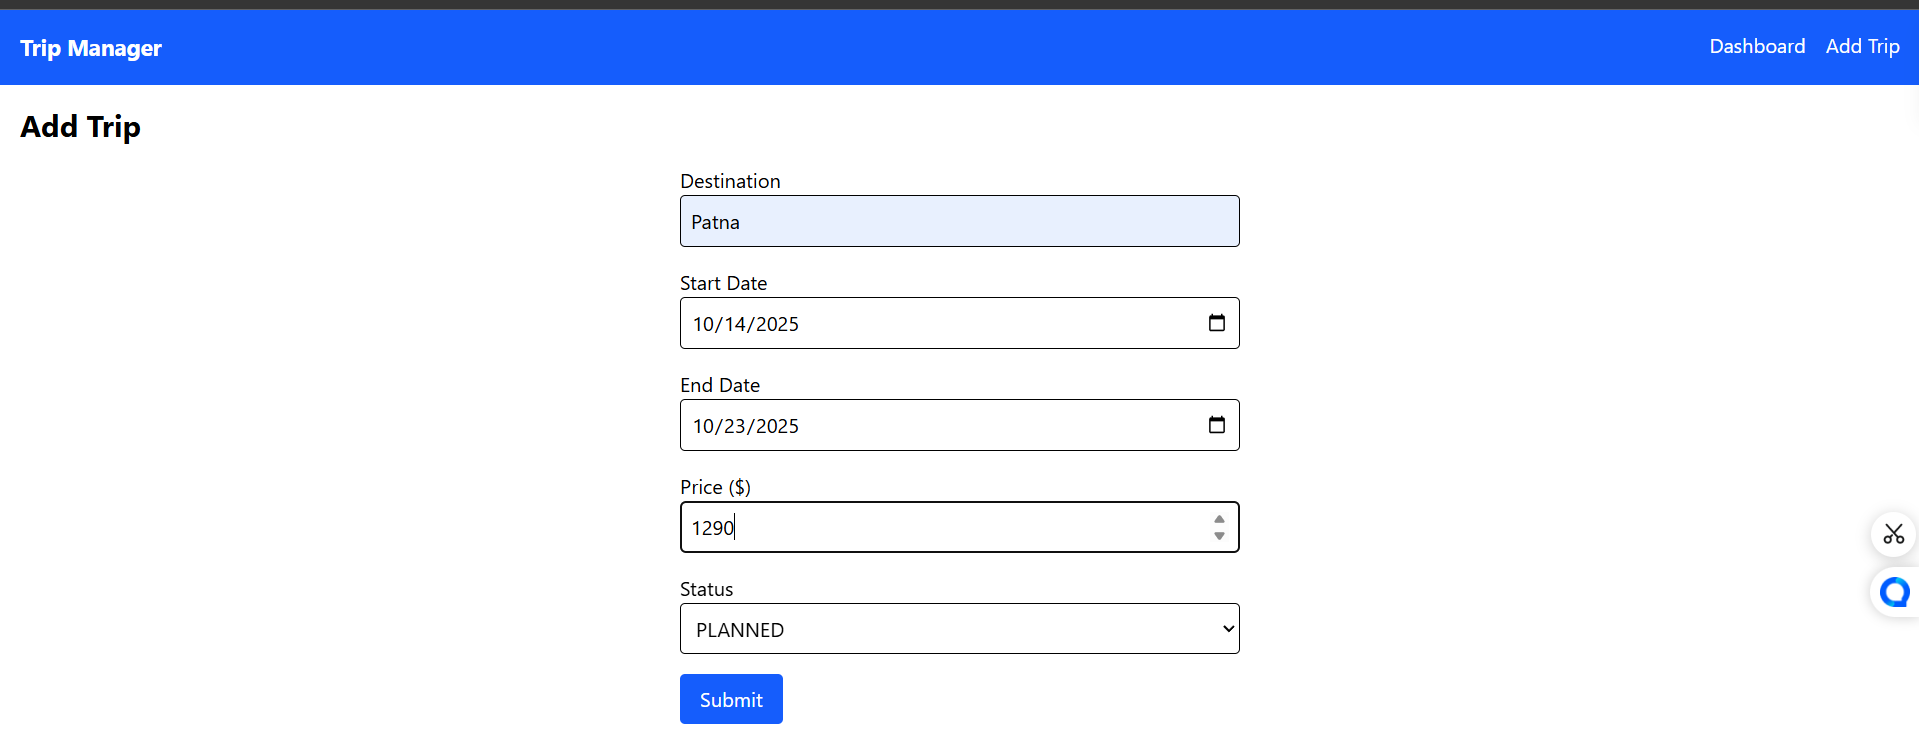 Trip Manager
Dashboard Add Trip
Add Trip
Destination
Patna
Start Date
10/14/2025
End Date
10/23/2025
Price ($)
1290
Status
PLANNED
Submit